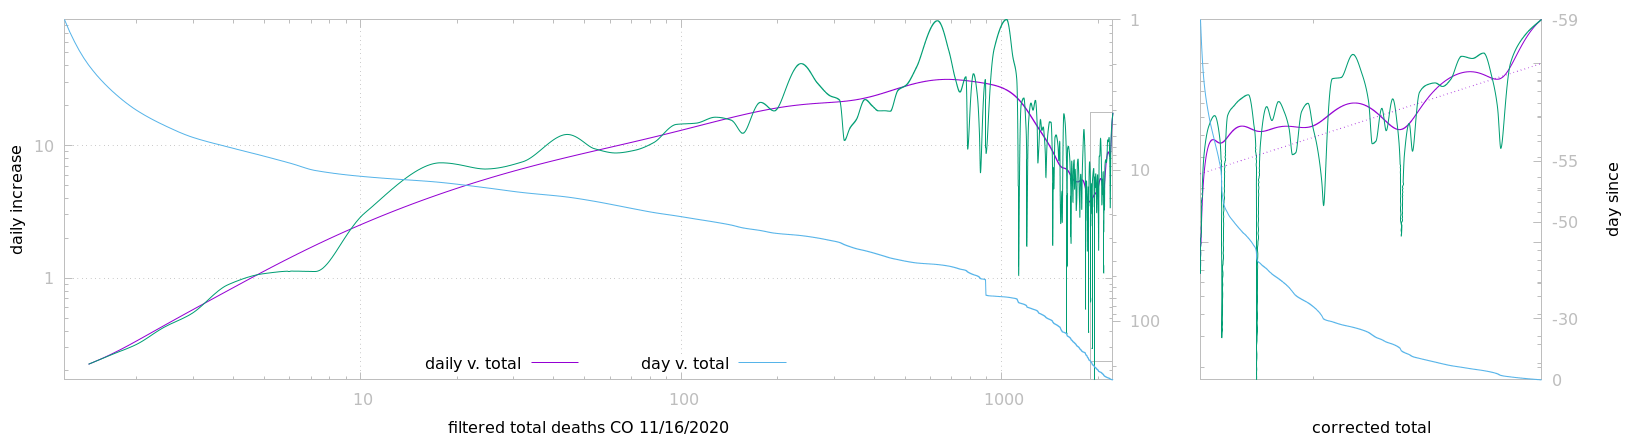 1
-59
10
daily increase
-55
10
-50
day since
1
100
-30
daily v. total
day v. total
0
10
100
1000
filtered total deaths CO 11/16/2020
corrected total